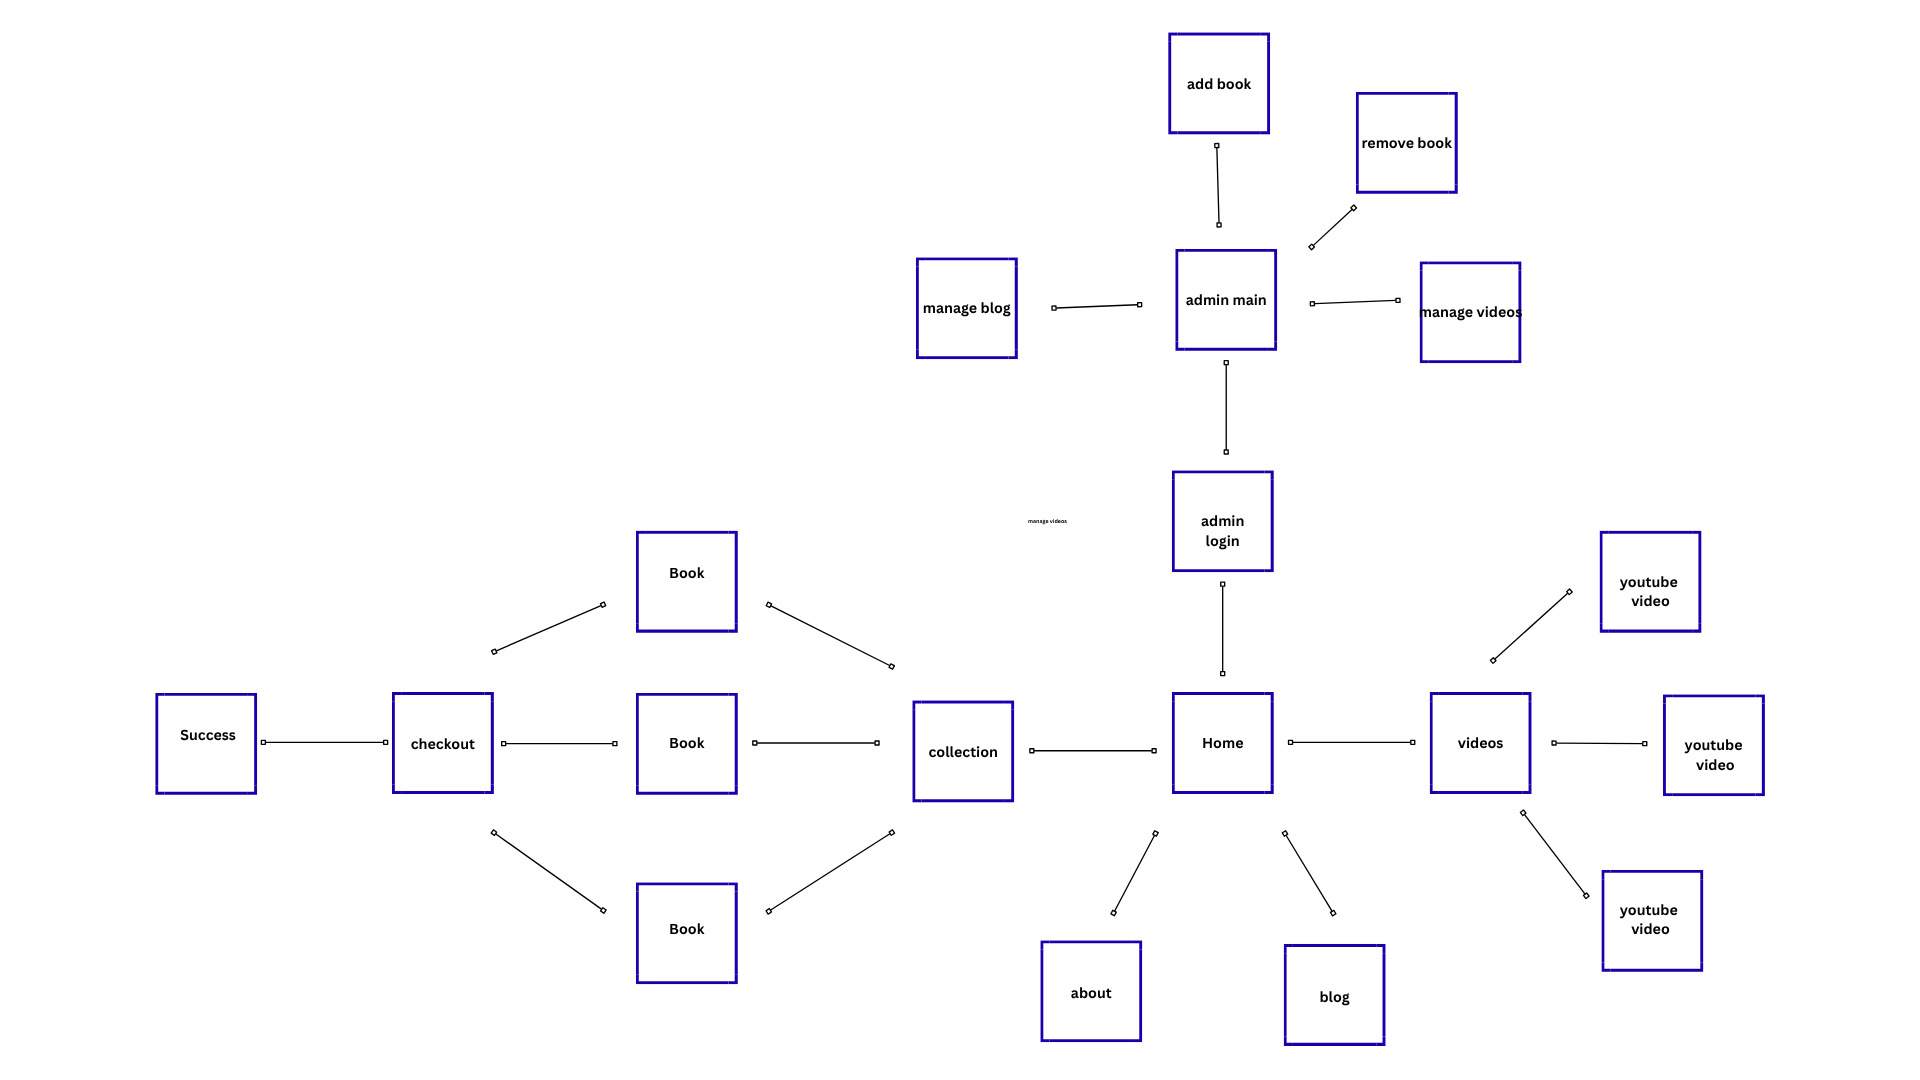 add book
remove book
manage blog
admin main
manage videos
manage videos
admin
login
Book
youtube
video
Success
checkout
Book
collection
Home
videos
youtube
video
Book
youtube
video
about
blog